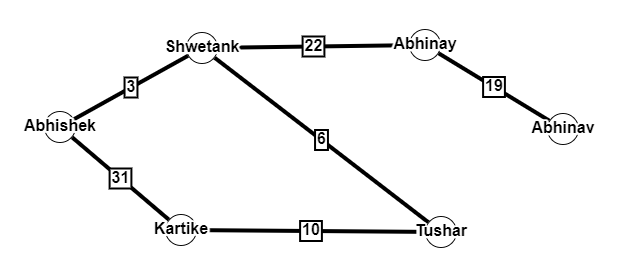 Shwetank
22
Abhinay
3
19
Abhishek
Abhinav
6
31
Kartike
10
Tushar